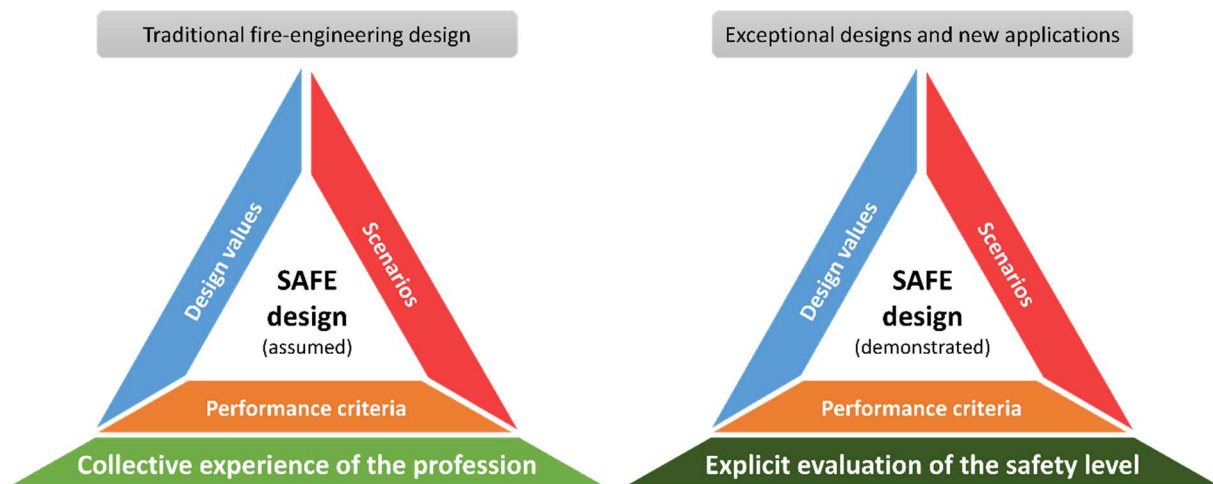 Traditional fire-engineering design
Design values
Scenarios
SAFE
design
(assumed)
Performance criteria
Collective experience of the profession
Exceptional designs and new applications
Design values
Scenarios
SAFE
design
(demonstrated)
Performance criteria
Explicit evaluation of the safety level